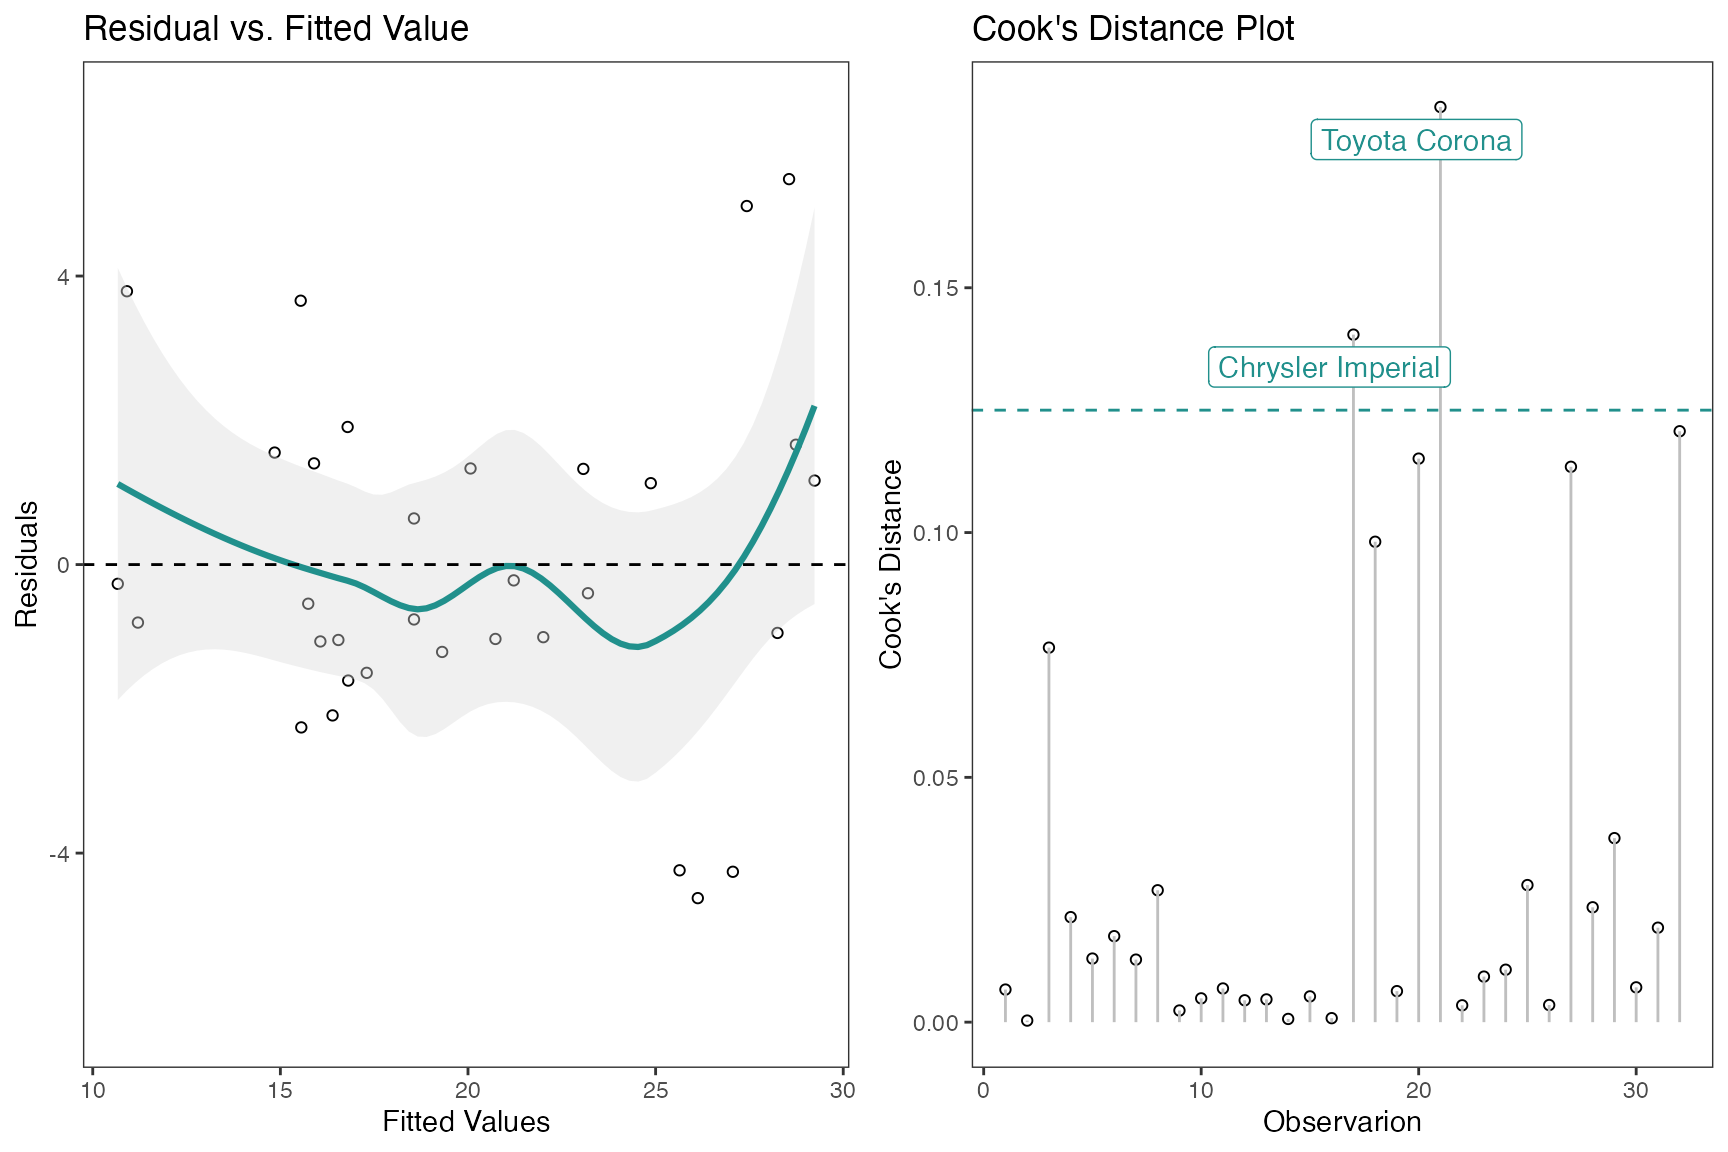 Residual vs. Fitted Value
4
0
-4
Residuals
10 15 20 25 30
Fitted Values
Cook's Distance Plot
Toyota Corona
Chrysler Imperial
0.15
0.10
0.05
0.00
Cook's Distance
0 10 20 30
Observarion